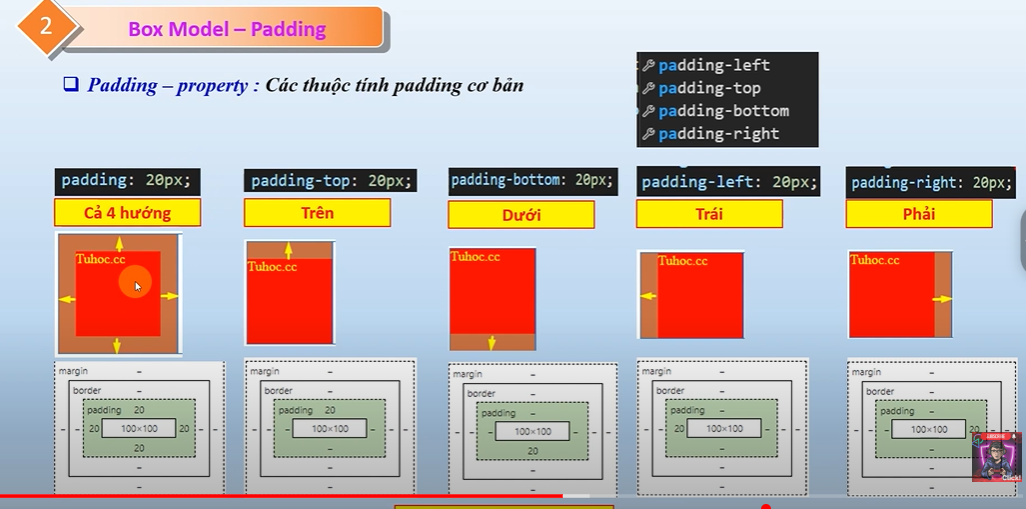 2
Box Model – Padding
Padding – property : Các thuộc tính padding cơ bản
padding-left
padding-top
padding-bottom
padding-right
padding: 20px;
padding-top: 20px;
padding-bottom: 20px;
padding-left: 20px;
padding-right: 20px;
Cả 4 hướng
Trên
Dưới
Trái
Phải
Tuhoc.cc
Tuhoc.cc
Tuhoc.cc
Tuhoc.cc
Tuhoc.cc
margin –
border –
padding 20
– – 20 100×100 20 – –
20
–
–
margin –
border –
padding 20
– – – 100×100 – – –
–
–
–
margin –
border –
padding –
– – – 100×100 – – –
20
–
–
margin –
border –
padding –
– – 20 100×100 – – –
–
–
–
margin –
border –
padding –
– – – 100×100 20
–
–
–
SUBSCRIBE
Click!